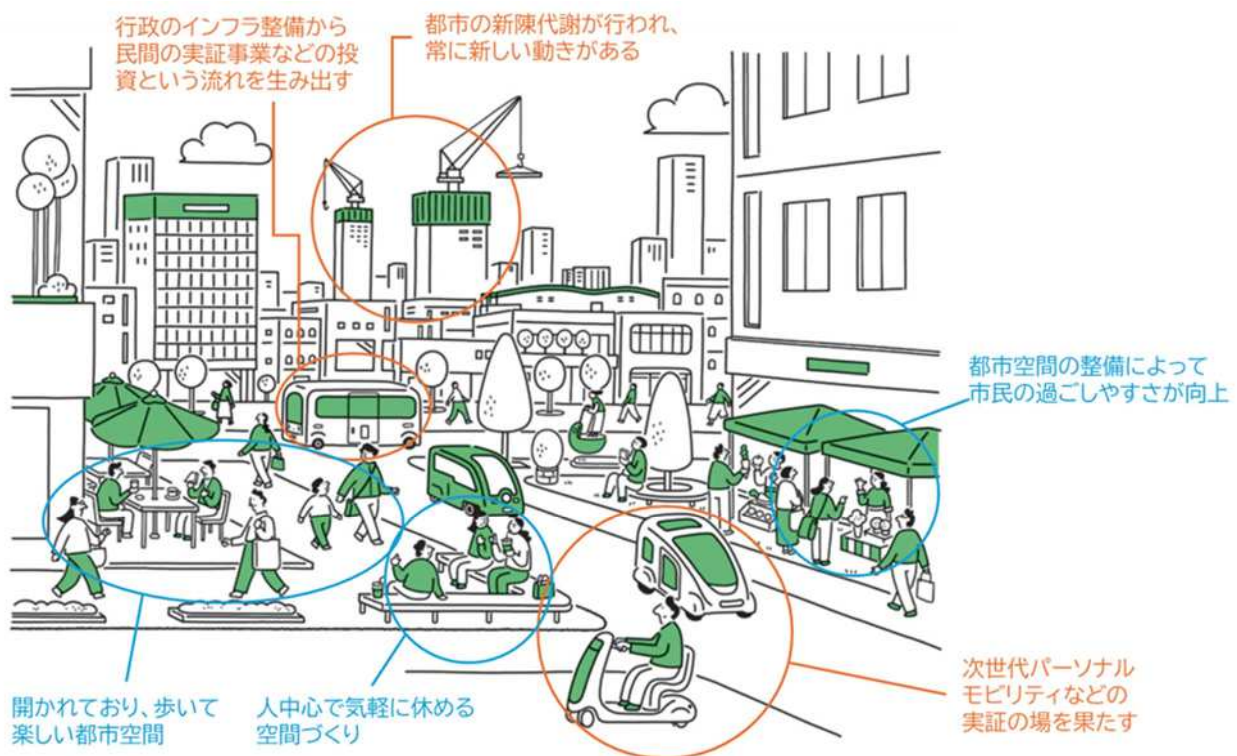 行政のインフラ整備から
民間の実証事業などの投
資という流れを生み出す
都市の新陳代謝が行われ、
常に新しい動きがある
都市空間の整備によって
市民の過ごしやすさが向上
開かれており、歩いて
楽しい都市空間
人中心で気軽に休める
空間づくり
次世代パーソナル
モビリティなどの
実証の場を果たす